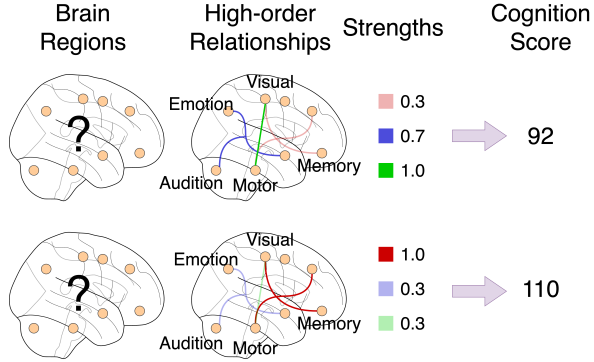 Brain
Regions
High-order
Relationships
Strengths
Cognition
Score
?
Visual
Emotion
Audition
Motor
Memory
0.3
0.7
1.0
92
?
Visual
Emotion
Audition
Motor
Memory
1.0
0.3
0.3
110